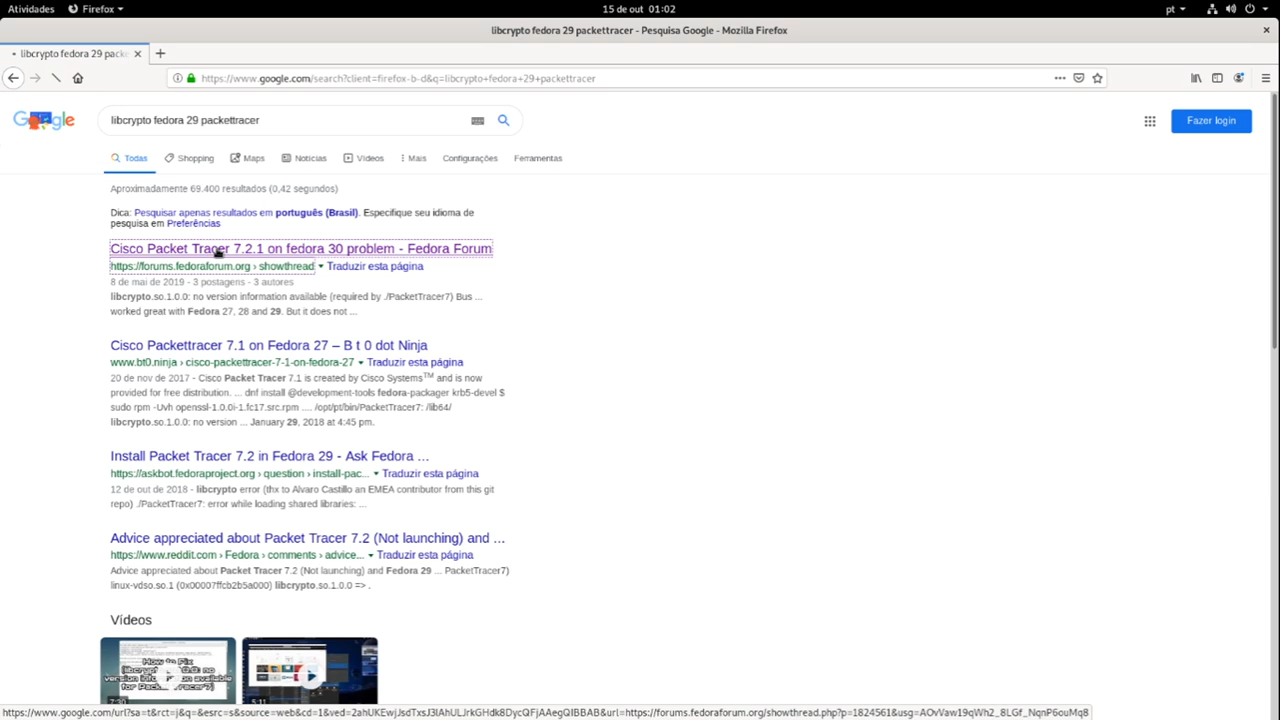 Atividades Firefox 15 de out 01:02 pt
libcrypto fedora 29 packettracer - Pesquisa Google - Mozilla Firefox
libcrypto fedora 29 pack
https://www.google.com/search?client=firefox-b-d&q=libcrypto+fedora+29+packettracer
Google libcrypto fedora 29 packettracer Fazer login
Todas Shopping Maps Notícias Vídeos Mais Configurações Ferramentas
Aproximadamente 69.400 resultados (0,42 segundos)
Dica: Pesquisar apenas resultados em português (Brasil). Especifique seu idioma de
pesquisa em Preferências
Cisco Packet Tracer 7.2.1 on fedora 30 problem - Fedora Forum
https://forums.fedoraforum.org › showthread Traduzir esta página
8 de mai de 2019 - 3 postagens - 3 autores
libcrypto.so.1.0.0: no version information available (required by ./PacketTracer7) Bus ...
worked great with Fedora 27, 28 and 29. But it does not ...
Cisco Packettracer 7.1 on Fedora 27 – B t 0 dot Ninja
www.bt0.ninja › cisco-packettracer-7-1-on-fedora-27 Traduzir esta página
20 de nov de 2017 - Cisco Packet Tracer 7.1 is created by Cisco Systems™ and is now
provided for free distribution. ... dnf install @development-tools fedora-packager krb5-devel $
sudo rpm -Uvh openssl-1.0.0i-1.fc17.src.rpm .... /opt/pt/bin/PacketTracer7: /lib64/
libcrypto.so.1.0.0: no version ... January 29, 2018 at 4:45 pm.
Install Packet Tracer 7.2 in Fedora 29 - Ask Fedora ...
https://askbot.fedoraproject.org › question › install-pac... Traduzir esta página
12 de out de 2018 - libcrypto error (thx to Alvaro Castillo an EMEA contributor from this git
repo) ./PacketTracer7: error while loading shared libraries: ...
Advice appreciated about Packet Tracer 7.2 (Not launching) and ...
https://www.reddit.com › Fedora › comments › advice... Traduzir esta página
Advice appreciated about Packet Tracer 7.2 (Not launching) and Fedora 29 ... PacketTracer7)
linux-vdso.so.1 (0x00007ffcb2b5a000) libcrypto.so.1.0.0 => .
Vídeos
How to Fix
version information available
7:30 5:11
https://www.google.com/url?sa=t&rct=j&q=&esrc=s&source=web&cd=1&ved=2ahUKEwjJsdTxsJ3lAhULJrkGHdk8DycQFjAAegQIBBAB&url=https://forums.fedoraforum.org/showthread.php?p=1824561&usg=AOvVaw19qWh2_8LGf_NqnP6ouMq8